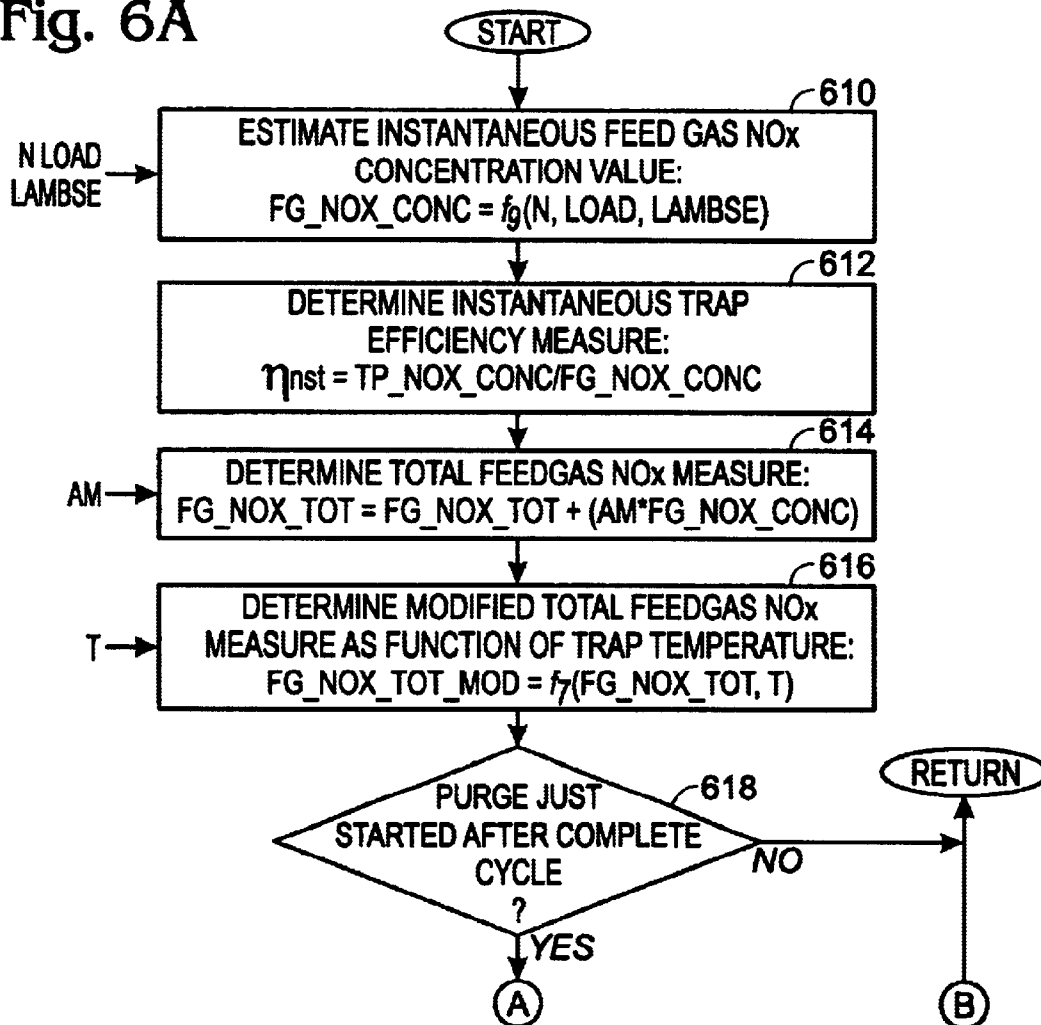 Fig. 6A
START
610
N LOAD
LAMBSE
ESTIMATE INSTANTANEOUS FEED GAS NOx
CONCENTRATION VALUE:
FG_NOX_CONC = f9(N, LOAD, LAMBSE)
612
DETERMINE INSTANTANEOUS TRAP
EFFICIENCY MEASURE:
ηnst = TP_NOX_CONC/FG_NOX_CONC
614
AM
DETERMINE TOTAL FEEDGAS NOx MEASURE:
FG_NOX_TOT = FG_NOX_TOT + (AM*FG_NOX_CONC)
616
T
DETERMINE MODIFIED TOTAL FEEDGAS NOx
MEASURE AS FUNCTION OF TRAP TEMPERATURE:
FG_NOX_TOT_MOD = f7(FG_NOX_TOT, T)
618
PURGE JUST
STARTED AFTER COMPLETE
CYCLE
?
NO
RETURN
YES
A
B